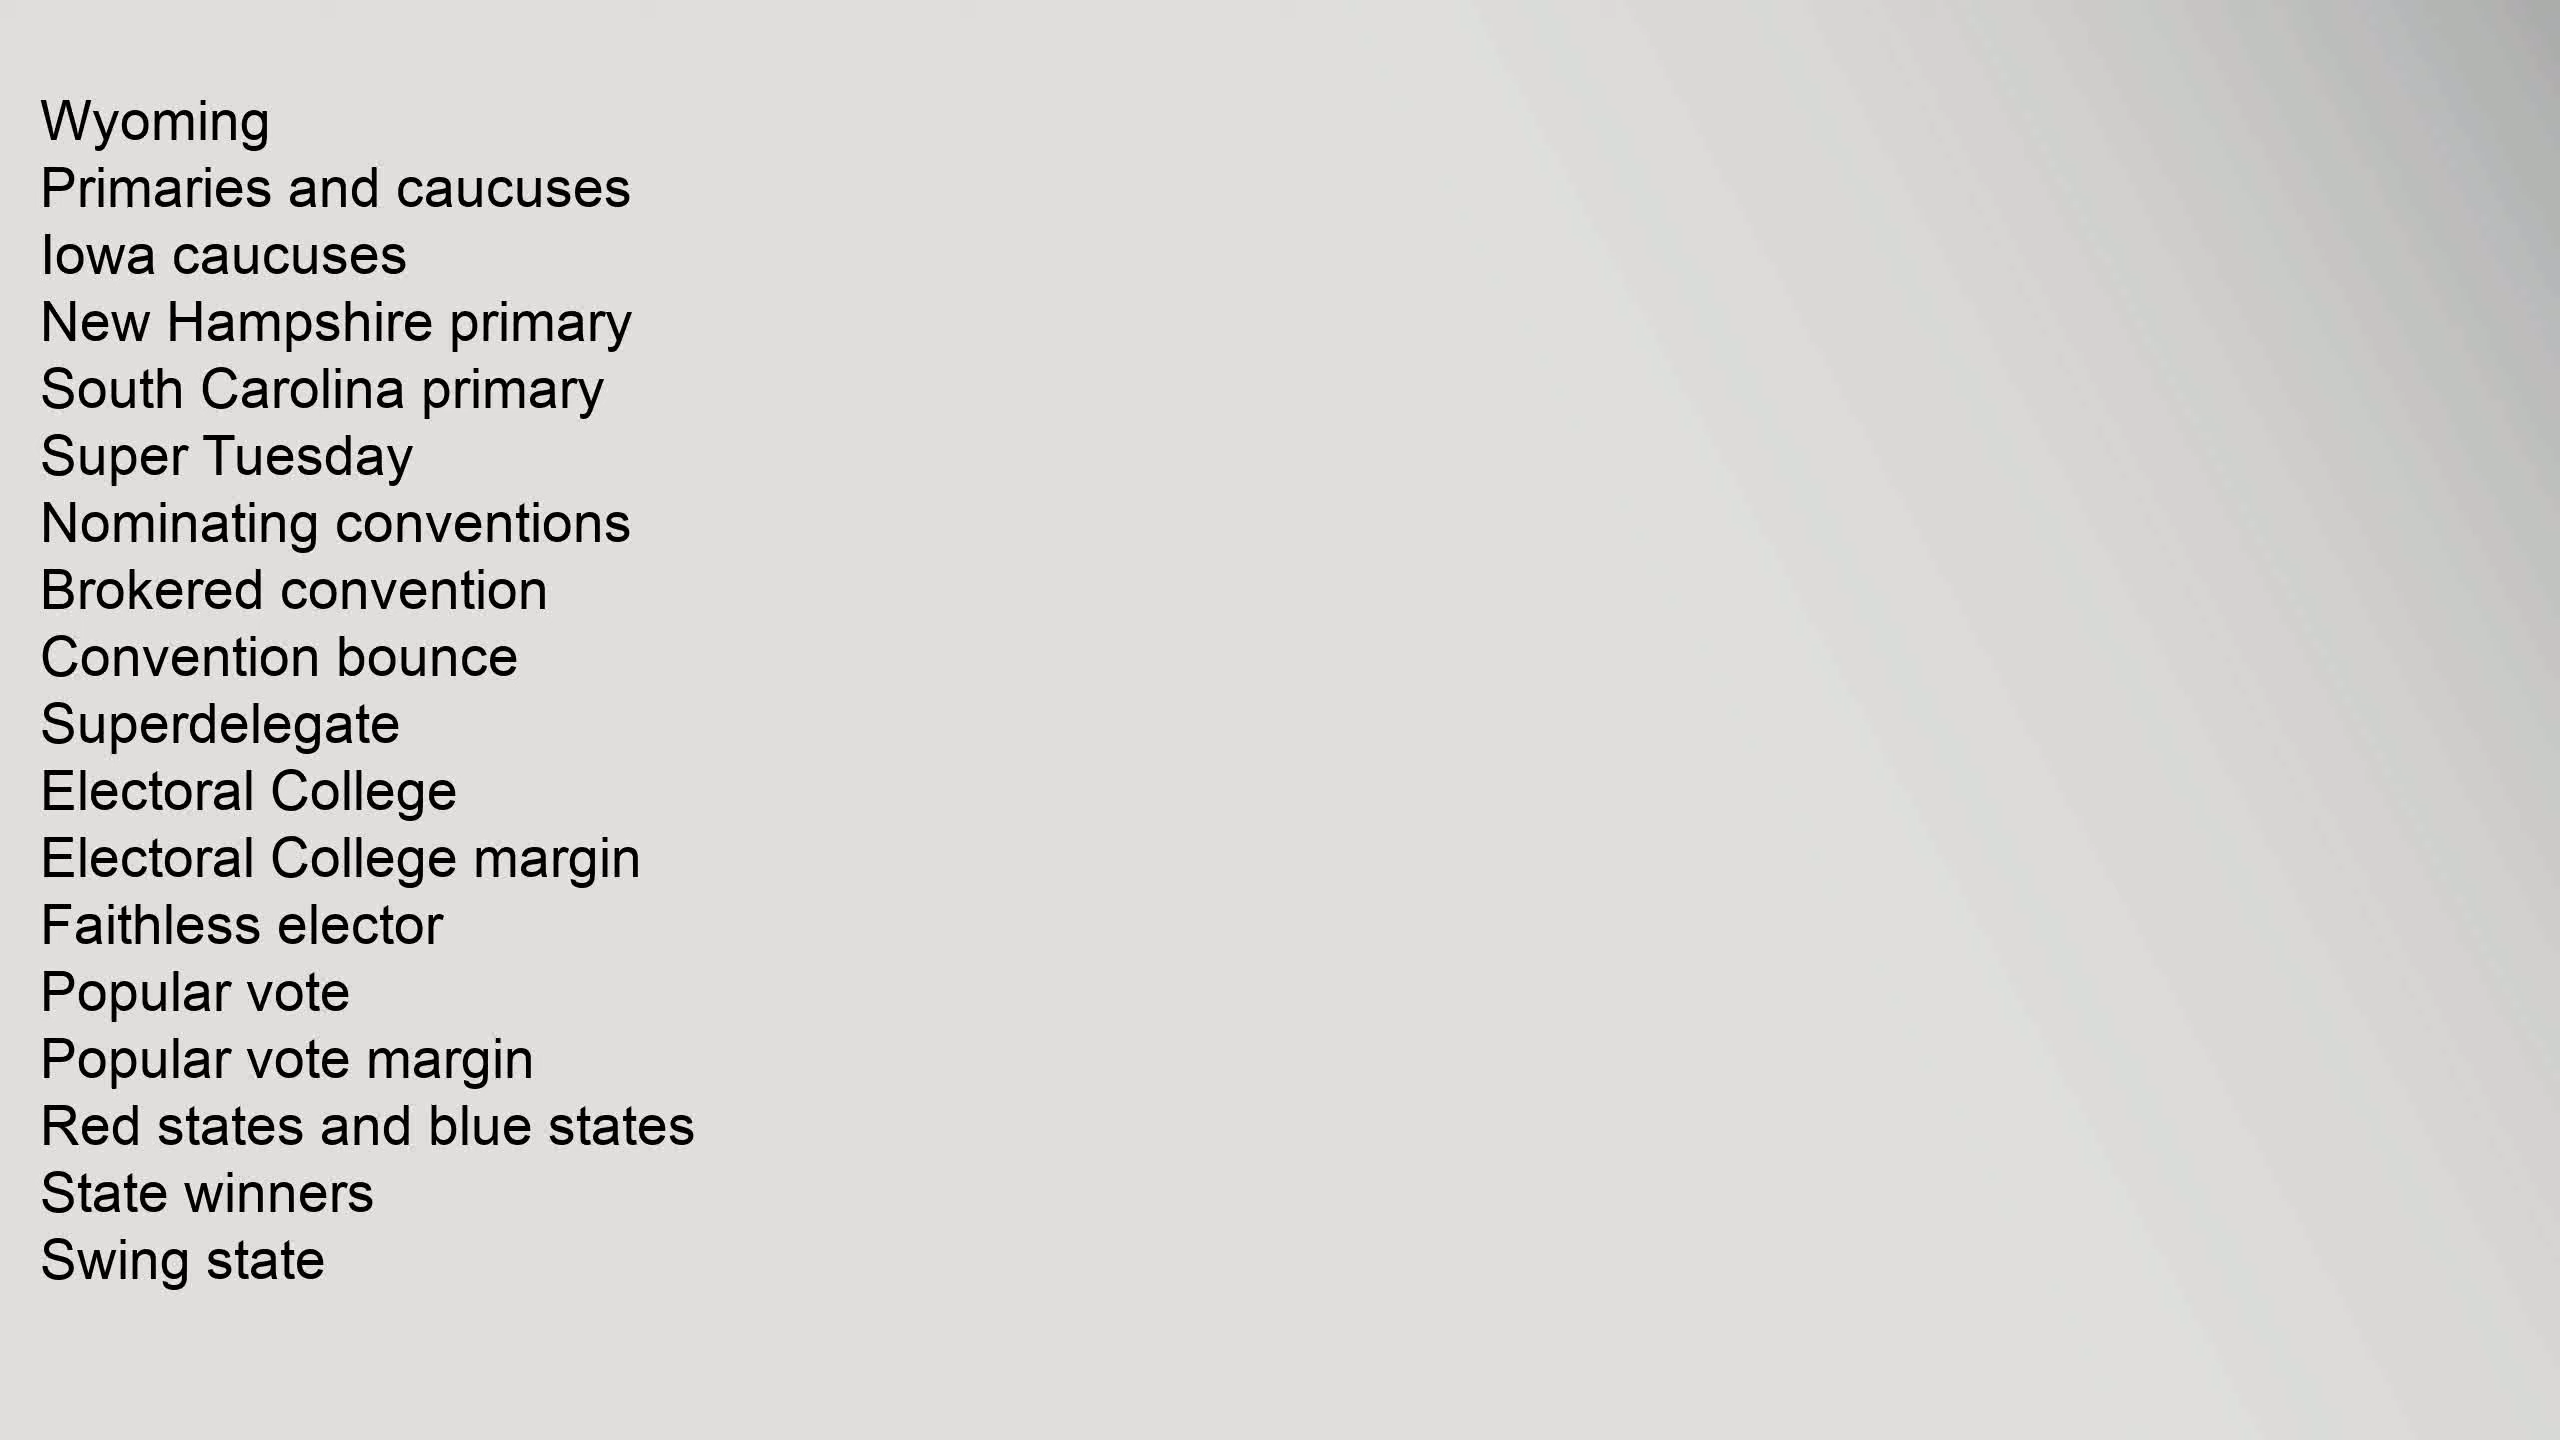 Wyoming
Primaries and caucuses
Iowa caucuses
New Hampshire primary
South Carolina primary
Super Tuesday
Nominating conventions
Brokered convention
Convention bounce
Superdelegate
Electoral College
Electoral College margin
Faithless elector
Popular vote
Popular vote margin
Red states and blue states
State winners
Swing state